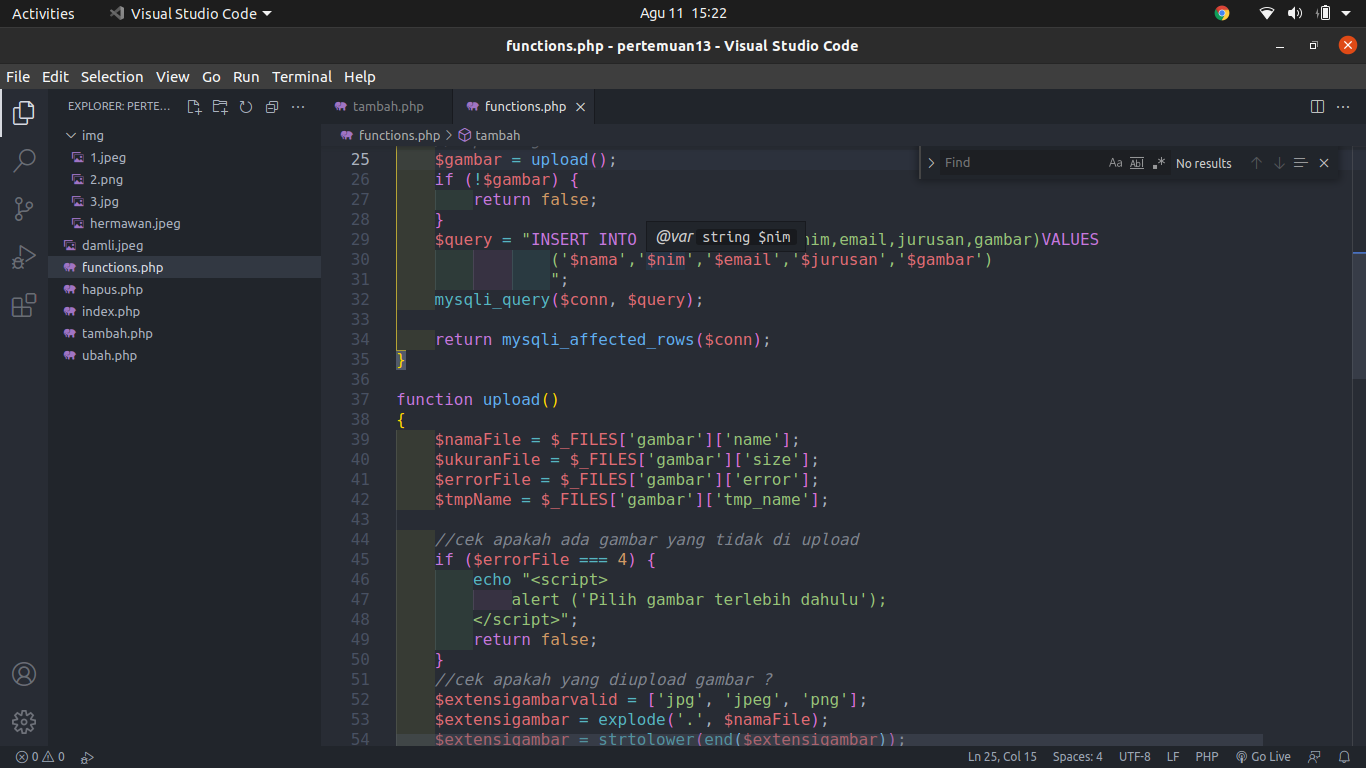 Activities Visual Studio Code Agu 11 15:22
functions.php - pertemuan13 - Visual Studio Code
File Edit Selection View Go Run Terminal Help
EXPLORER: PERTE... tambah.php functions.php
functions.php > tambah
img
1.jpeg
2.png
3.jpg
hermawan.jpeg
damli.jpeg
functions.php
hapus.php
index.php
tambah.php
ubah.php
Find Aa Ab .* No results
25 $gambar = upload();
26 if (!$gambar) {
27 return false;
28 }
@var string $nim
29 $query = "INSERT INTO nim,email,jurusan,gambar)VALUES
30 ('$nama','$nim','$email','$jurusan','$gambar')
31 ";
32 mysqli_query($conn, $query);
33
34 return mysqli_affected_rows($conn);
35 }
36
37 function upload()
38 {
39 $namaFile = $_FILES['gambar']['name'];
40 $ukuranFile = $_FILES['gambar']['size'];
41 $errorFile = $_FILES['gambar']['error'];
42 $tmpName = $_FILES['gambar']['tmp_name'];
43
44 //cek apakah ada gambar yang tidak di upload
45 if ($errorFile === 4) {
46 echo "<script>
47 alert ('Pilih gambar terlebih dahulu');
48 </script>";
49 return false;
50 }
51 //cek apakah yang diupload gambar ?
52 $extensigambarvalid = ['jpg', 'jpeg', 'png'];
53 $extensigambar = explode('.', $namaFile);
54 $extensigambar = strtolower(end($extensigambar));
0 0 Ln 25, Col 15 Spaces: 4 UTF-8 LF PHP Go Live